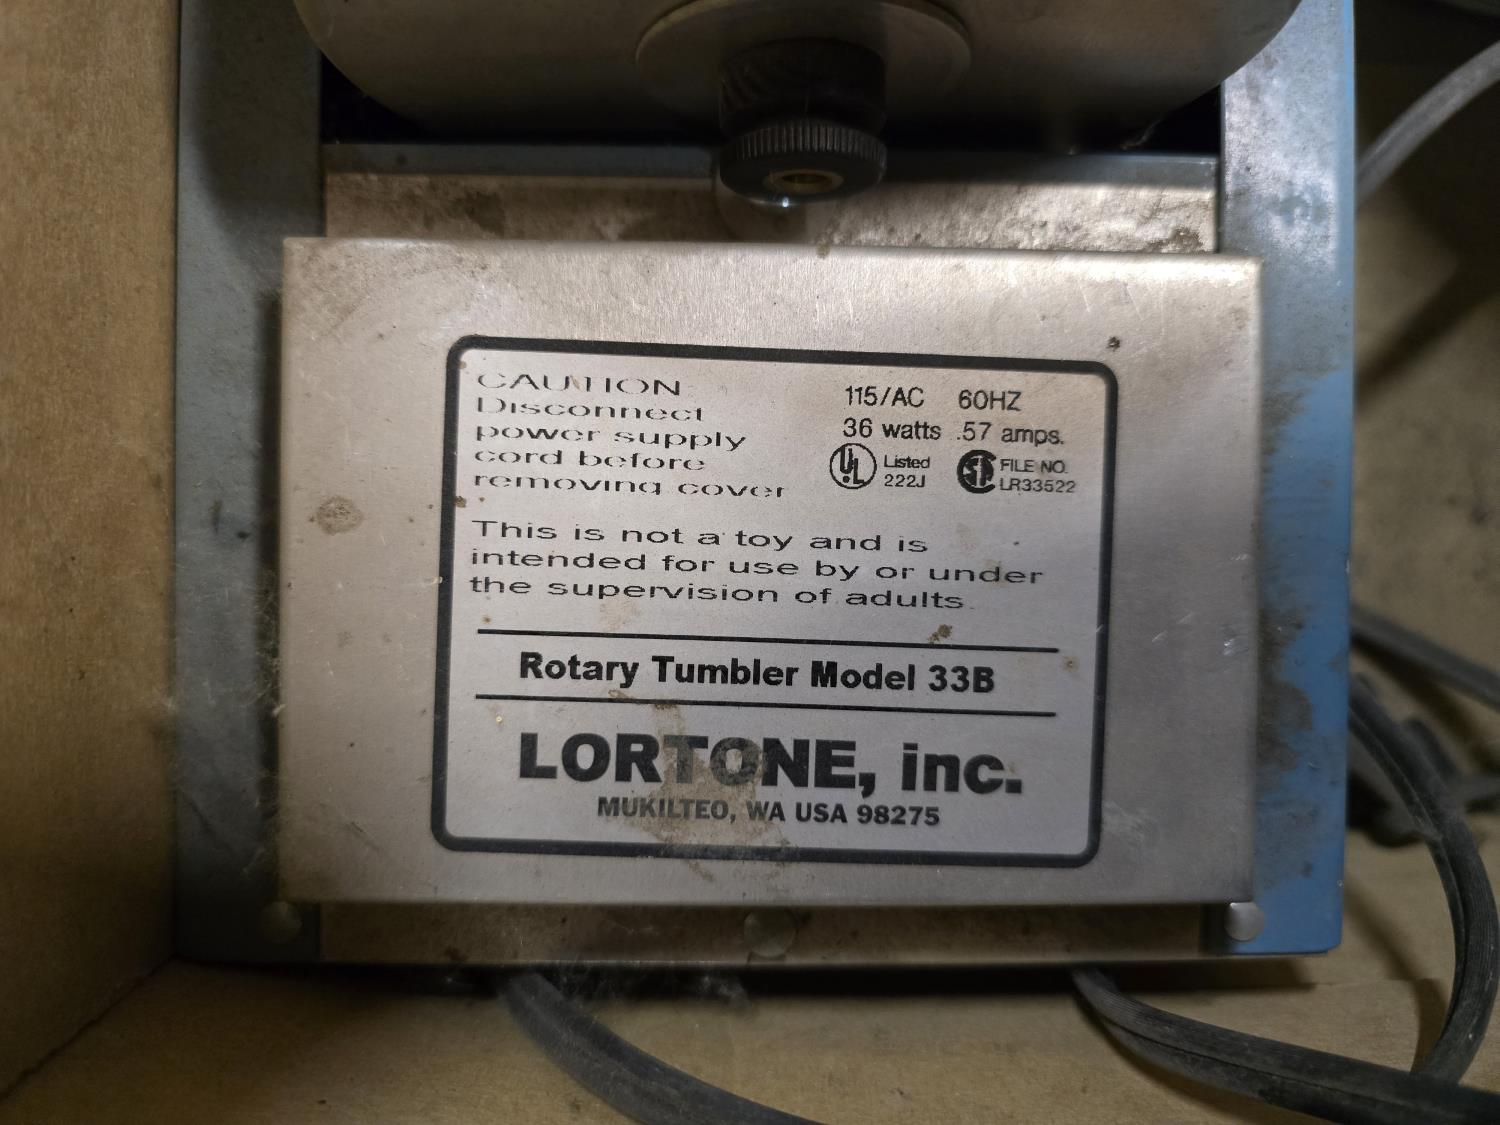 CAUTION
Disconnect
power supply
cord before
removing cover
115/AC 60HZ
36 watts .57 amps.
UL Listed
222J
SP FILE NO.
LR33522
This is not a toy and is
intended for use by or under
the supervision of adults
Rotary Tumbler Model 33B
LORTONE, inc.
MUKILTEO, WA USA 98275